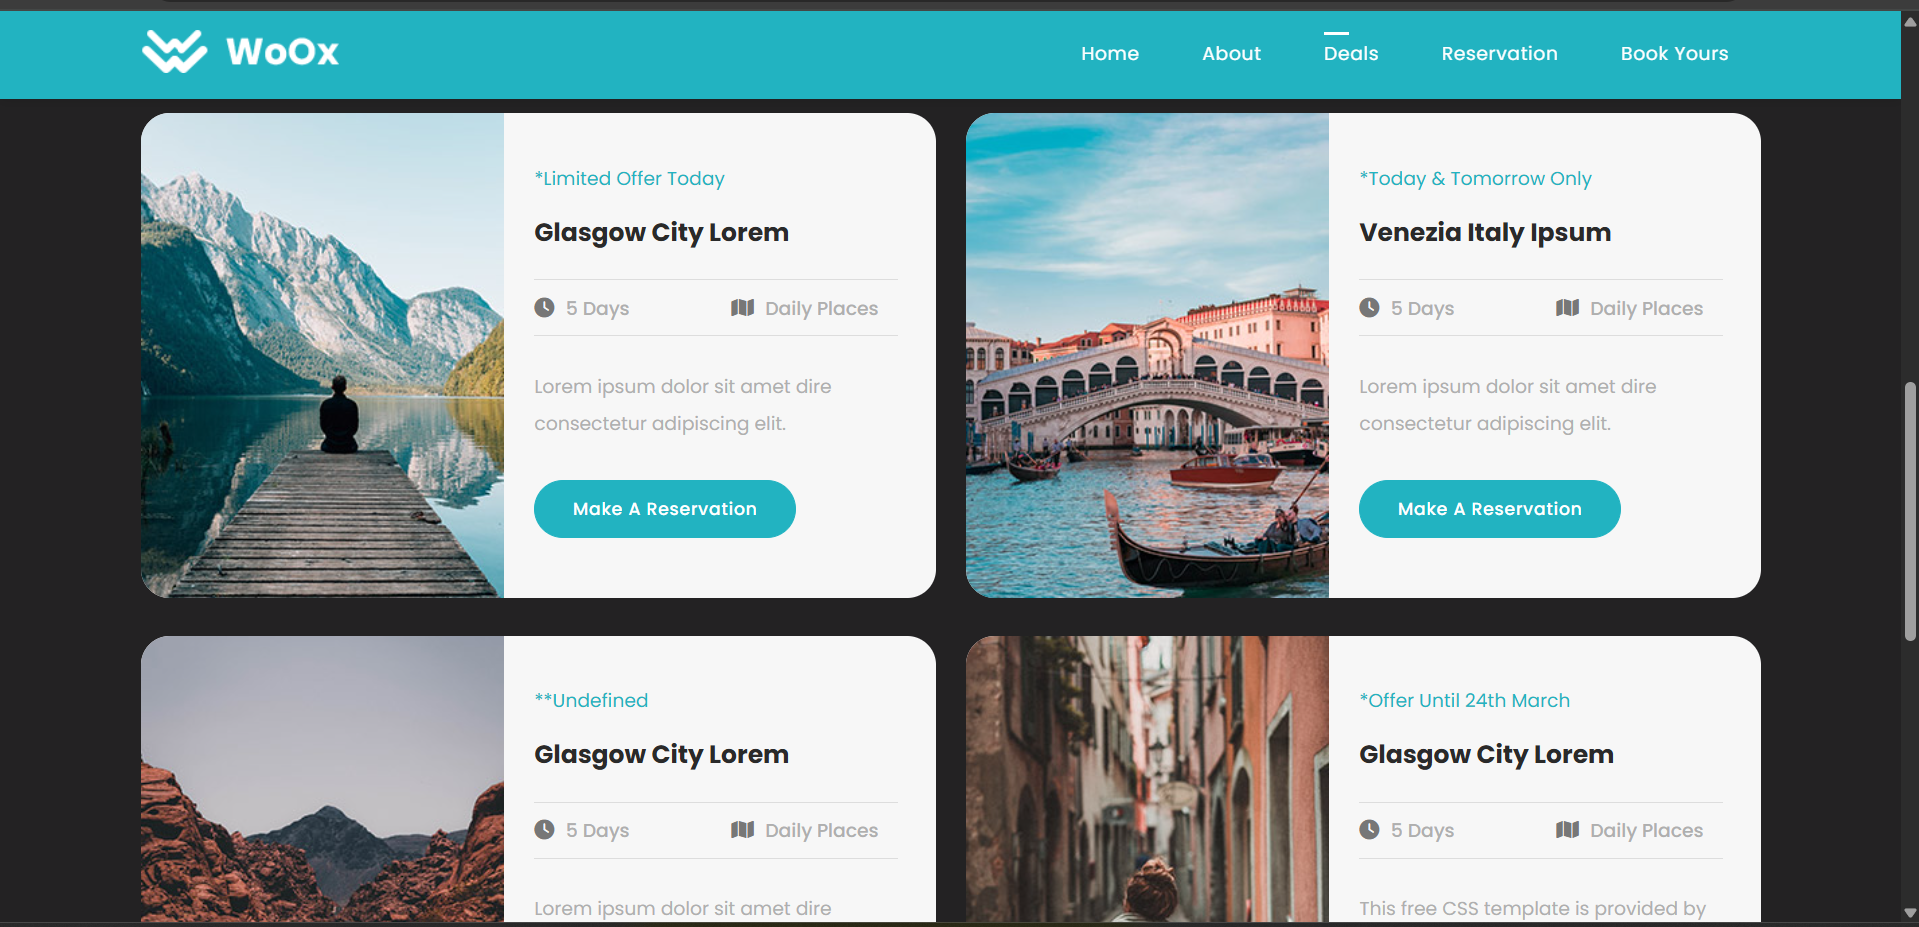 WoOx
Home
About
Deals
Reservation
Book Yours
*Limited Offer Today
Glasgow City Lorem
5 Days
Daily Places
Lorem ipsum dolor sit amet dire
consectetur adipiscing elit.
Make A Reservation
*Today & Tomorrow Only
Venezia Italy Ipsum
5 Days
Daily Places
Lorem ipsum dolor sit amet dire
consectetur adipiscing elit.
Make A Reservation
**Undefined
Glasgow City Lorem
5 Days
Daily Places
Lorem ipsum dolor sit amet dire
*Offer Until 24th March
Glasgow City Lorem
5 Days
Daily Places
This free CSS template is provided by